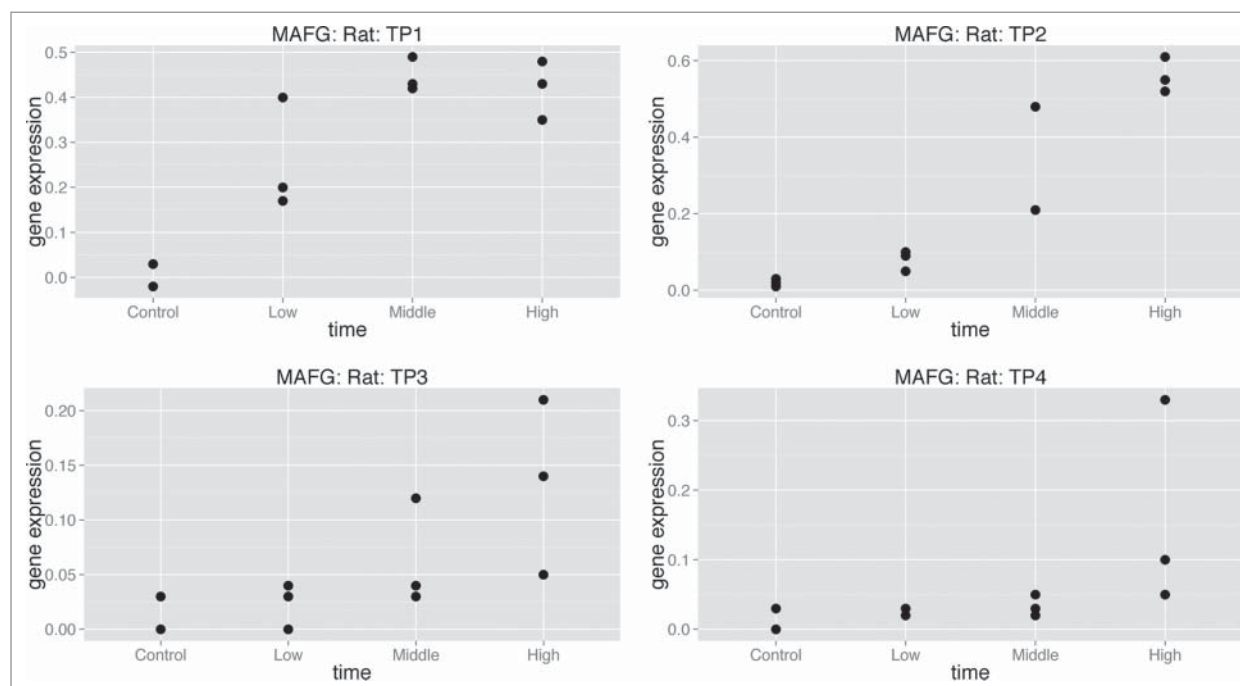 MAFG: Rat: TP1
gene expression
0.5
0.4
0.3
0.2
0.1
0.0
Control Low Middle High
time
MAFG: Rat: TP2
gene expression
0.6
0.4
0.2
0.0
Control Low Middle High
time
MAFG: Rat: TP3
gene expression
0.20
0.15
0.10
0.05
0.00
Control Low Middle High
time
MAFG: Rat: TP4
gene expression
0.3
0.2
0.1
0.0
Control Low Middle High
time